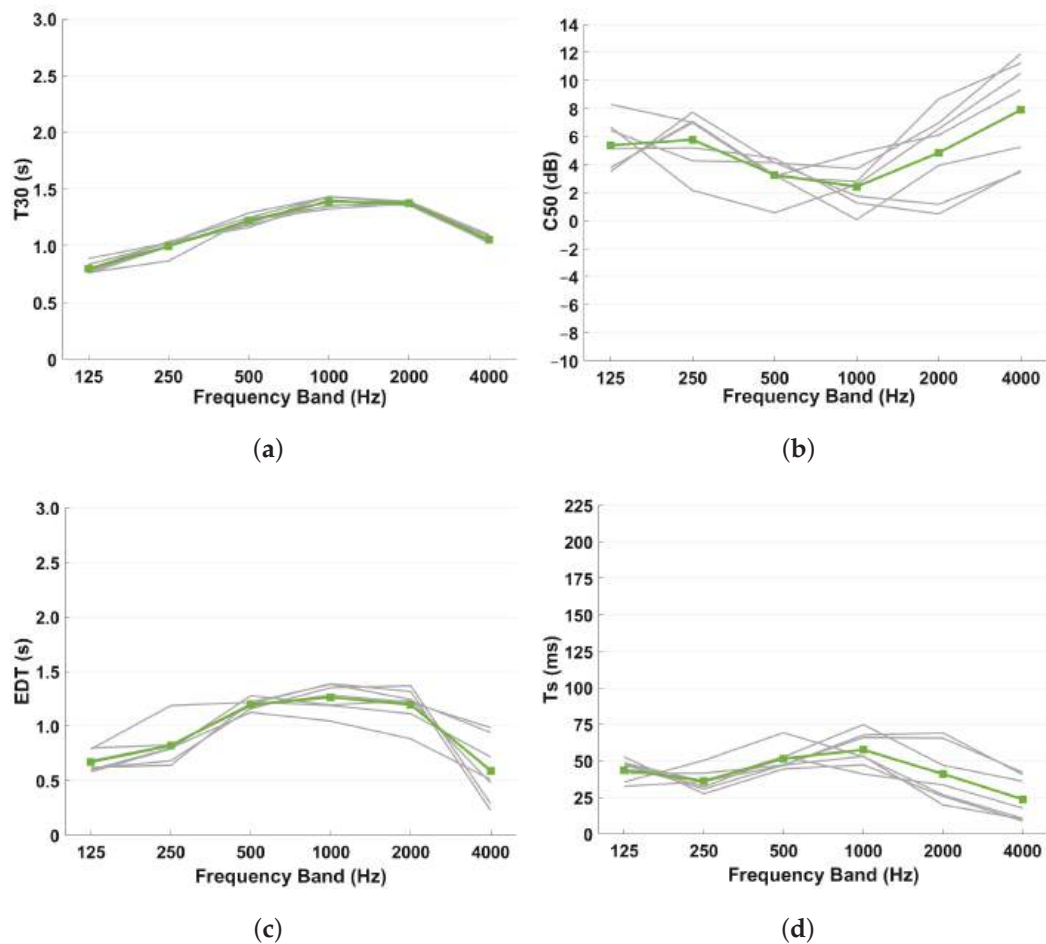 3.0
2.5
2.0
1.5
1.0
0.5
0
T30 (s)
125 250 500 1000 2000 4000
Frequency Band (Hz)
(a)
14
12
10
8
6
4
2
0
−2
−4
−6
−8
−10
C50 (dB)
125 250 500 1000 2000 4000
Frequency Band (Hz)
(b)
3.0
2.5
2.0
1.5
1.0
0.5
0
EDT (s)
125 250 500 1000 2000 4000
Frequency Band (Hz)
(c)
225
200
175
150
125
100
75
50
25
0
Ts (ms)
125 250 500 1000 2000 4000
Frequency Band (Hz)
(d)